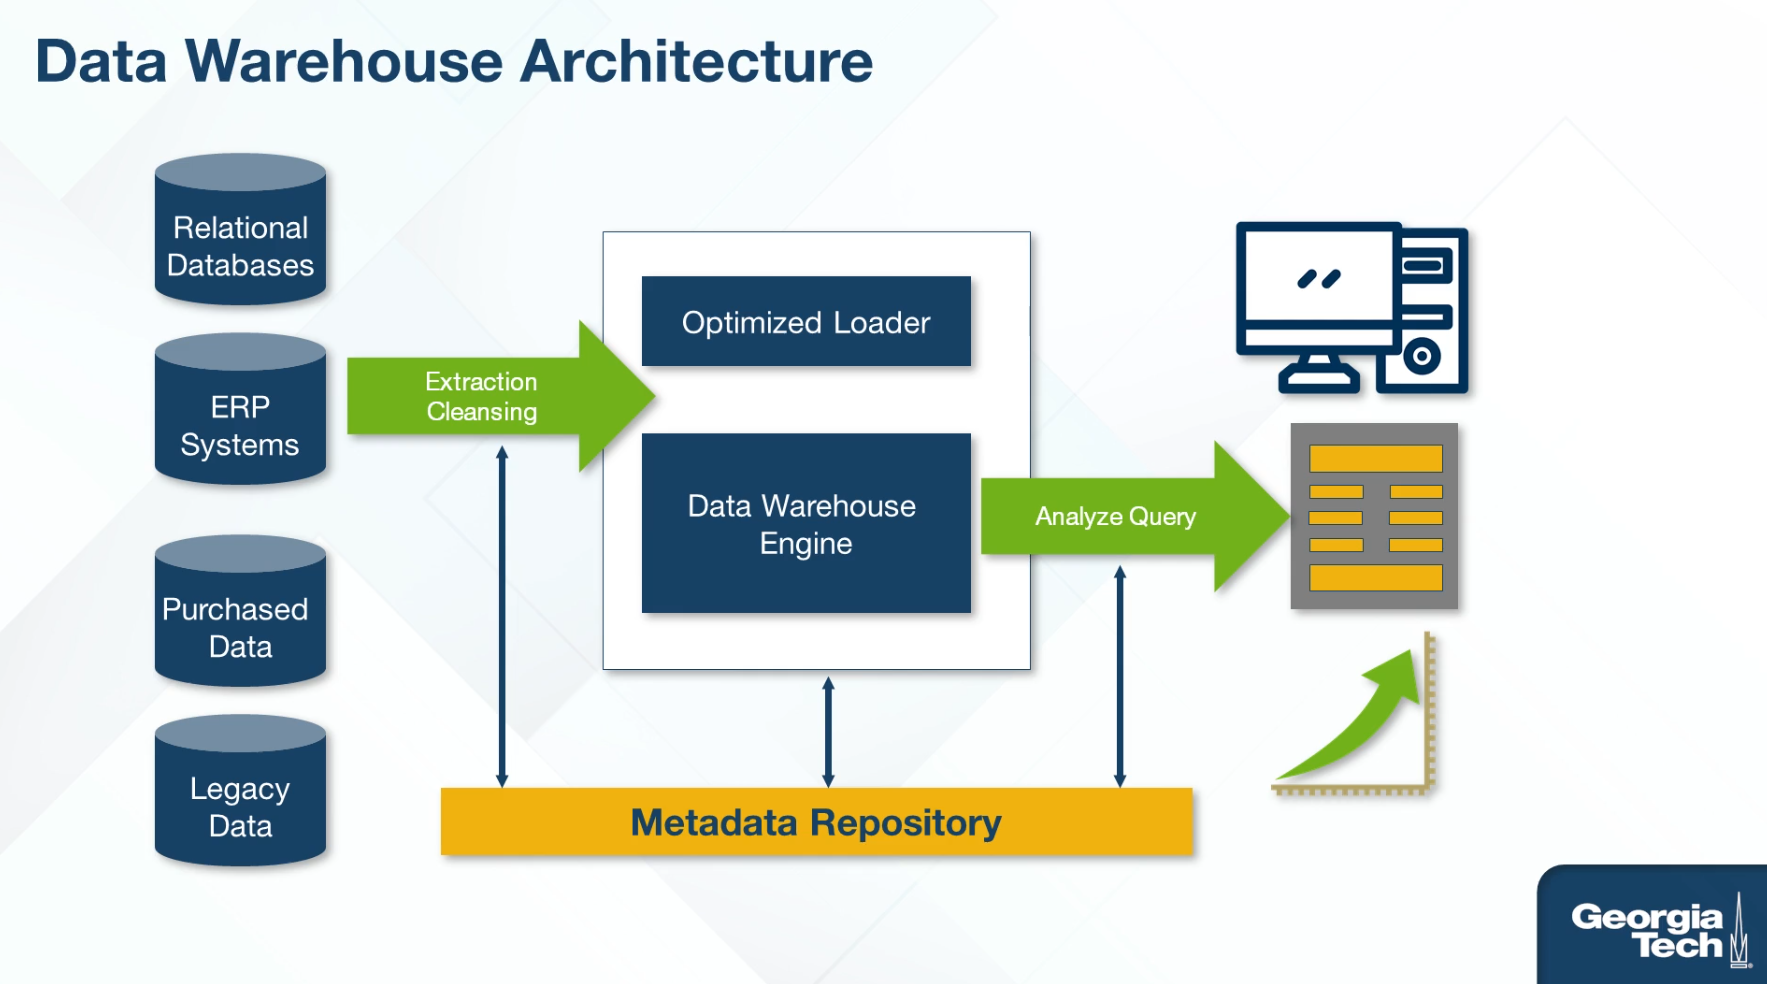 Data Warehouse Architecture
Relational
Databases
ERP
Systems
Purchased
Data
Legacy
Data
Extraction
Cleansing
Optimized Loader
Data Warehouse
Engine
Analyze Query
Metadata Repository
Georgia
Tech